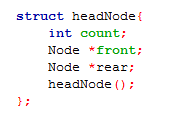 struct headNode{
    int count;
    Node *front;
    Node *rear;
    headNode();
};